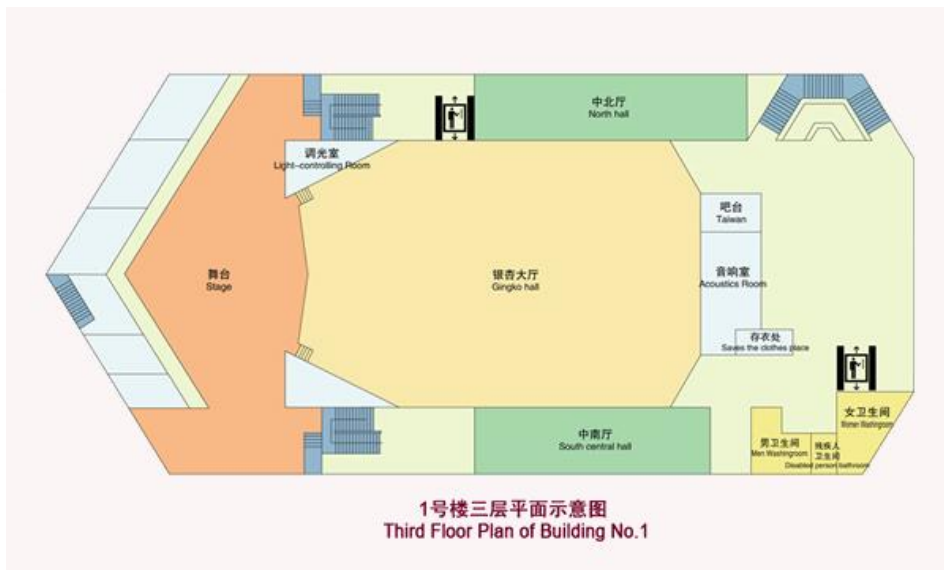 中北厅
North hall
调光室
Light-controlling Room
吧台
Taiwan
舞台
Stage
银杏大厅
Gingko hall
音响室
Acoustics Room
存衣处
Saves the clothes place
女卫生间
Women Washingroom
中南厅
South central hall
男卫生间
Men Washingroom
残疾人
卫生间
Disabled person bathroom
1号楼三层平面示意图
Third Floor Plan of Building No.1